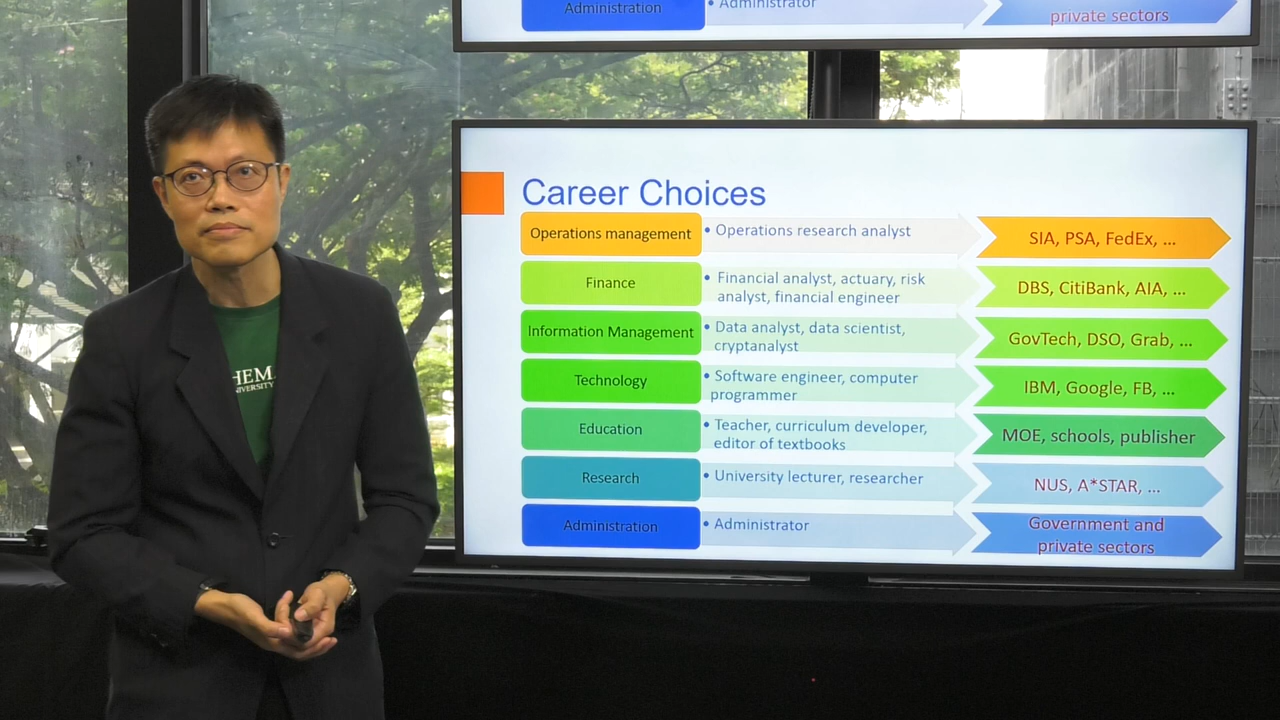 Administration
• Administrator
private sectors
Career Choices
Operations management
• Operations research analyst
SIA, PSA, FedEx, ...
Finance
• Financial analyst, actuary, risk
analyst, financial engineer
DBS, CitiBank, AIA, ...
Information Management
• Data analyst, data scientist,
cryptanalyst
GovTech, DSO, Grab, ...
Technology
• Software engineer, computer
programmer
IBM, Google, FB, ...
Education
• Teacher, curriculum developer,
editor of textbooks
MOE, schools, publisher
Research
• University lecturer, researcher
NUS, A*STAR, ...
Administration
• Administrator
Government and
private sectors
HEM
NIVERSITY